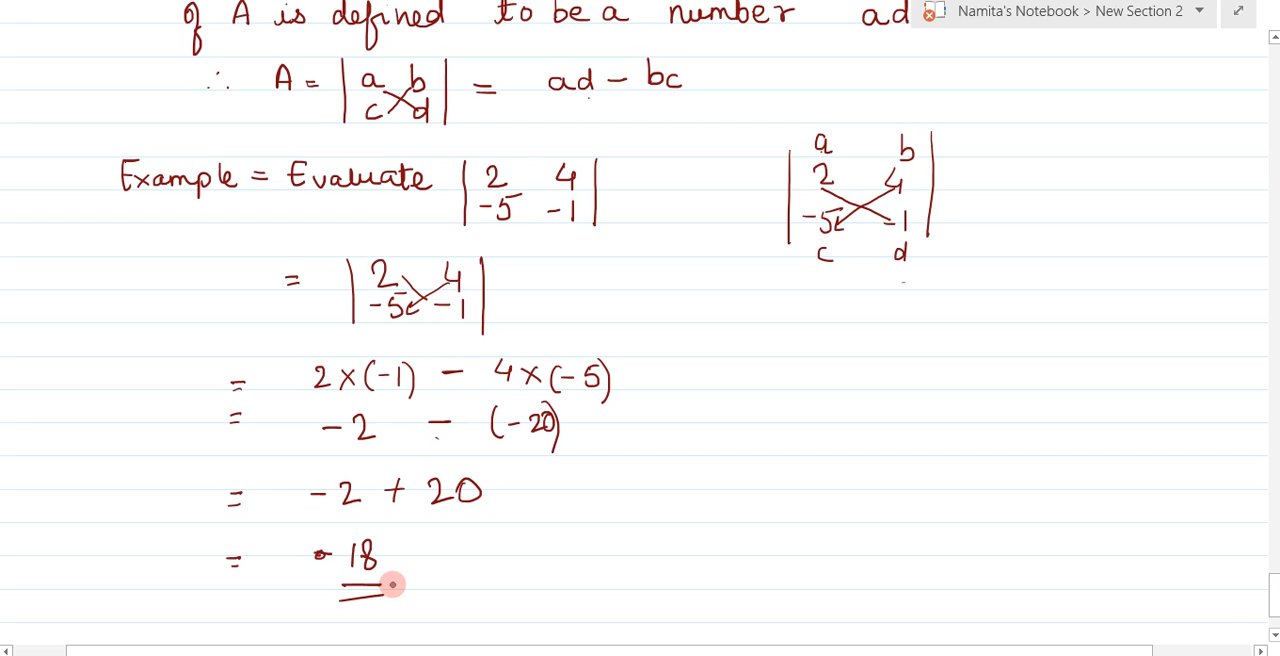 of A is defined to be a number ad
Namita's Notebook > New Section 2
∴ A = | a b | = ad - bc
| c d |
Example = Evaluate | 2 4 |
| -5 -1 |
a b
| 2 4 |
| -5 -1 |
c d
= | 2 4 |
| -5 -1 |
= 2 × (-1) - 4 × (-5)
= -2 - (-20)
= -2 + 20
= - 18